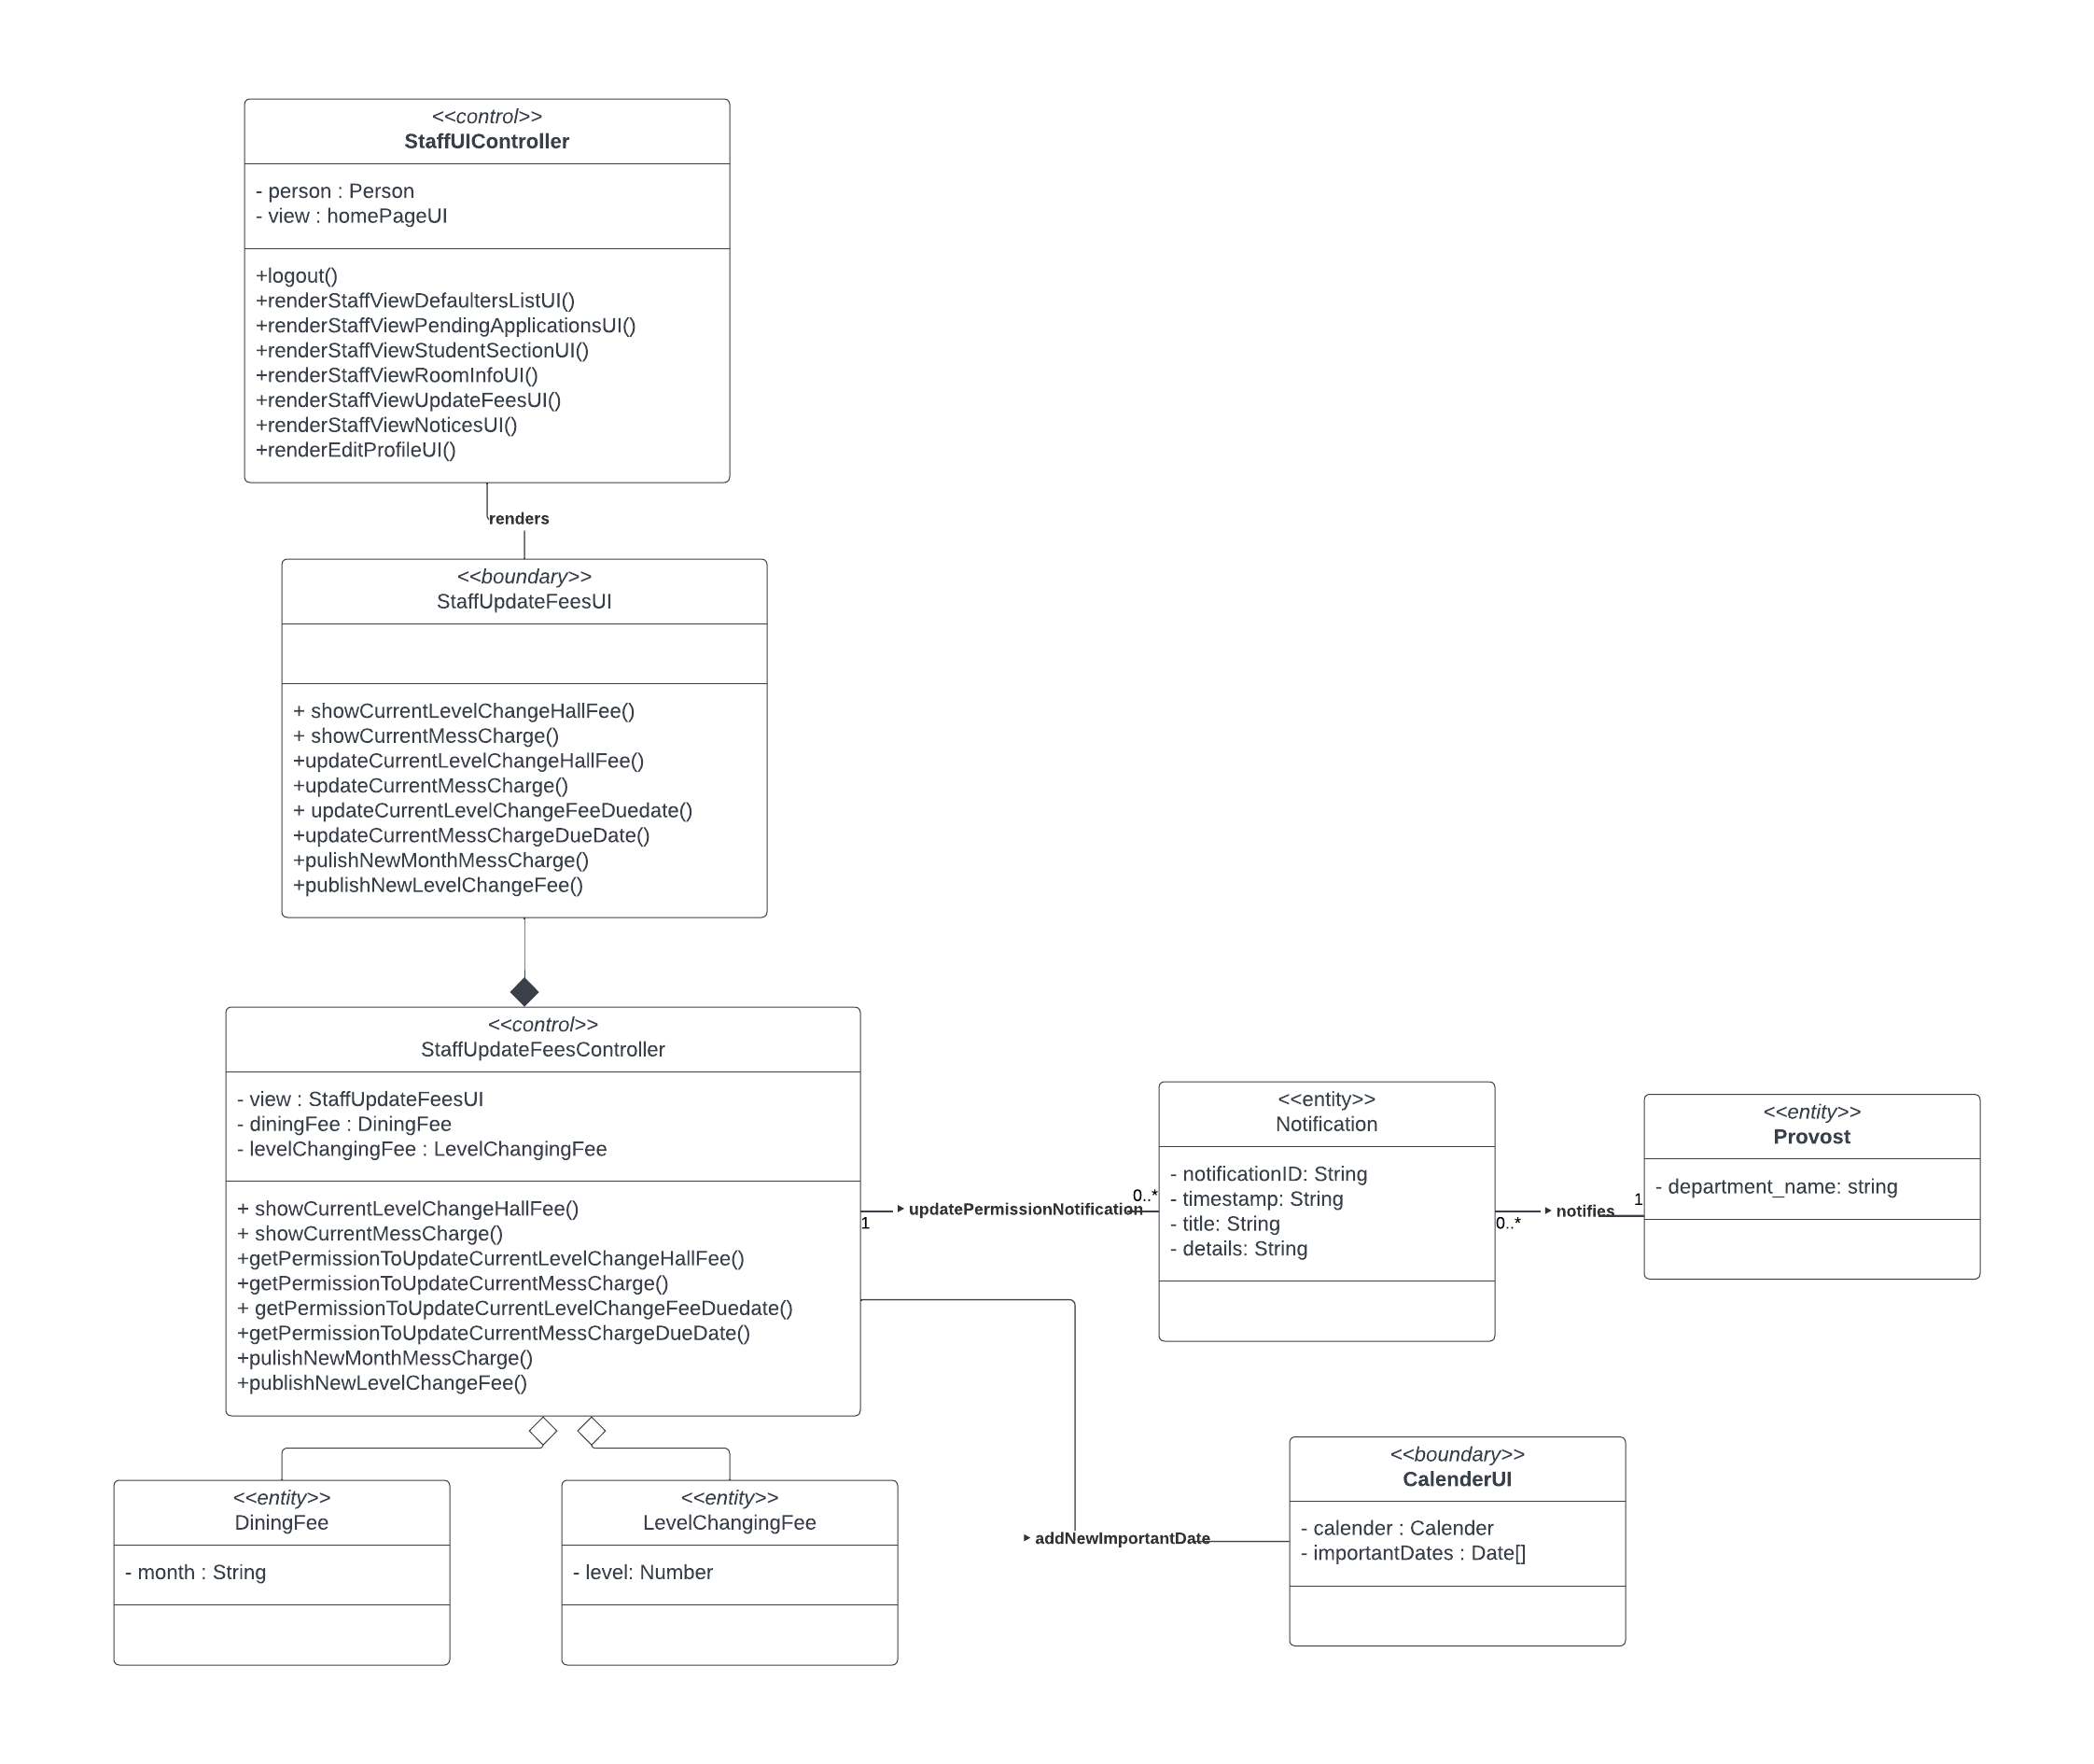 <<control>>
StaffUIController
- person : Person
- view : homePageUI
+logout()
+renderStaffViewDefaultersListUI()
+renderStaffViewPendingApplicationsUI()
+renderStaffViewStudentSectionUI()
+renderStaffViewRoomInfoUI()
+renderStaffViewUpdateFeesUI()
+renderStaffViewNoticesUI()
+renderEditProfileUI()
renders
<<boundary>>
StaffUpdateFeesUI
+ showCurrentLevelChangeHallFee()
+ showCurrentMessCharge()
+updateCurrentLevelChangeHallFee()
+updateCurrentMessCharge()
+ updateCurrentLevelChangeFeeDuedate()
+updateCurrentMessChargeDueDate()
+pulishNewMonthMessCharge()
+publishNewLevelChangeFee()
<<control>>
StaffUpdateFeesController
- view : StaffUpdateFeesUI
- diningFee : DiningFee
- levelChangingFee : LevelChangingFee
+ showCurrentLevelChangeHallFee()
+ showCurrentMessCharge()
+getPermissionToUpdateCurrentLevelChangeHallFee()
+getPermissionToUpdateCurrentMessCharge()
+ getPermissionToUpdateCurrentLevelChangeFeeDuedate()
+getPermissionToUpdateCurrentMessChargeDueDate()
+pulishNewMonthMessCharge()
+publishNewLevelChangeFee()
1
updatePermissionNotification
0..*
<<entity>>
Notification
- notificationID: String
- timestamp: String
- title: String
- details: String
0..*
notifies
1
<<entity>>
Provost
- department_name: string
addNewImportantDate
<<boundary>>
CalenderUI
- calender : Calender
- importantDates : Date[]
<<entity>>
DiningFee
- month : String
<<entity>>
LevelChangingFee
- level: Number